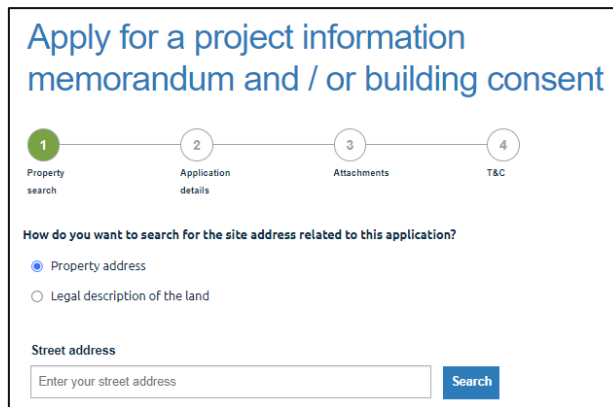 Apply for a project information
memorandum and / or building consent
1 2 3 4
Property Application Attachments T&C
search details
How do you want to search for the site address related to this application?
Property address
Legal description of the land
Street address
Enter your street address Search